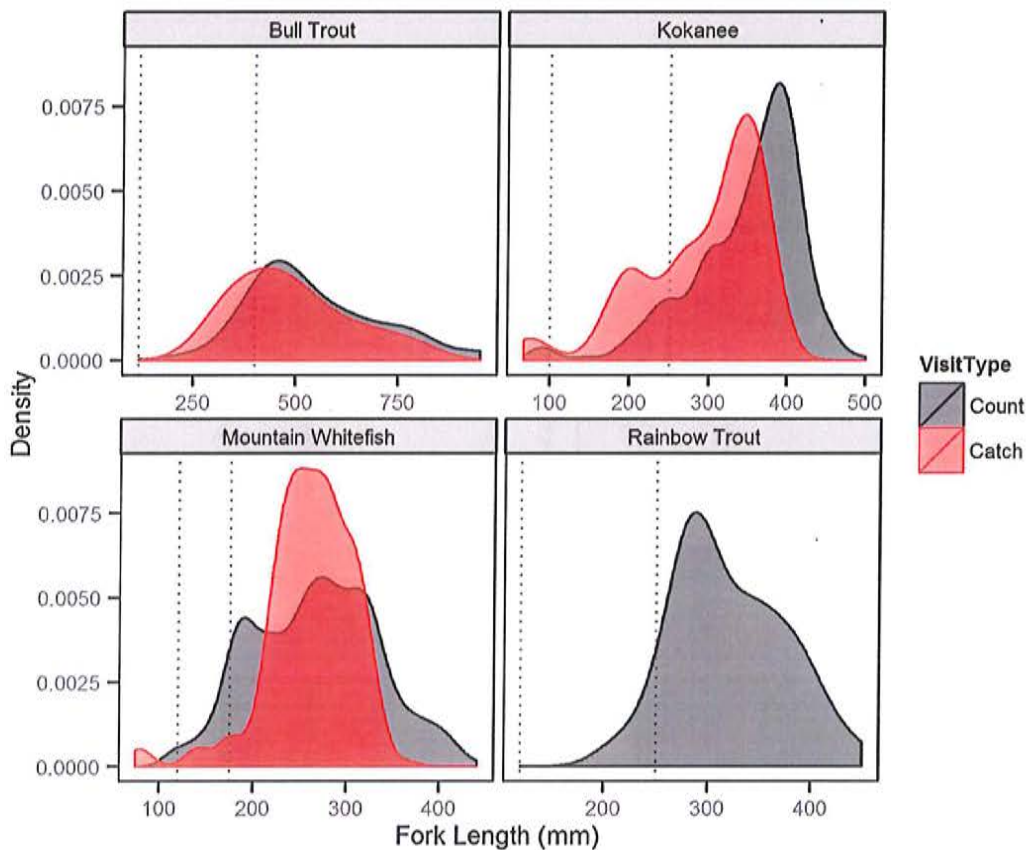 Bull Trout
Kokanee
0.0075
0.0050
0.0025
0.0000
250 500 750
100 200 300 400 500
Density
VisitType
Count
Catch
Mountain Whitefish
Rainbow Trout
0.0075
0.0050
0.0025
0.0000
100 200 300 400
200 300 400
Fork Length (mm)